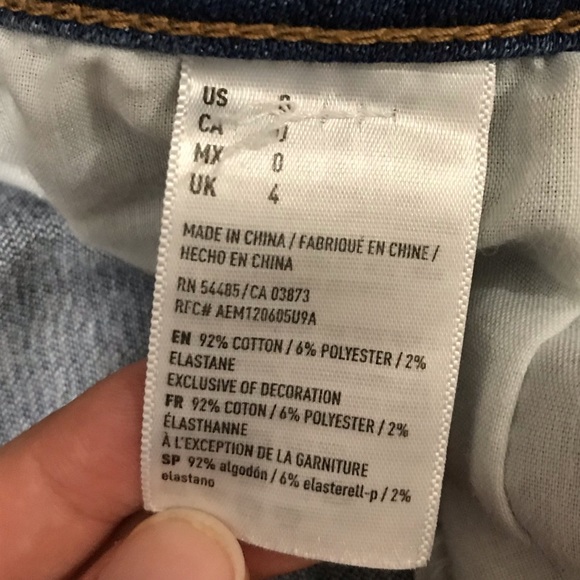 US
CA
MX 0
UK 4
MADE IN CHINA / FABRIQUÉ EN CHINE /
HECHO EN CHINA
RN 54485/CA 03873
RFC# AEM120605U9A
EN 92% COTTON / 6% POLYESTER / 2%
ELASTANE
EXCLUSIVE OF DECORATION
FR 92% COTON / 6% POLYESTER / 2%
ÉLASTHANNE
À L'EXCEPTION DE LA GARNITURE
SP 92% algodón / 6% elasterell-p / 2%
elastano